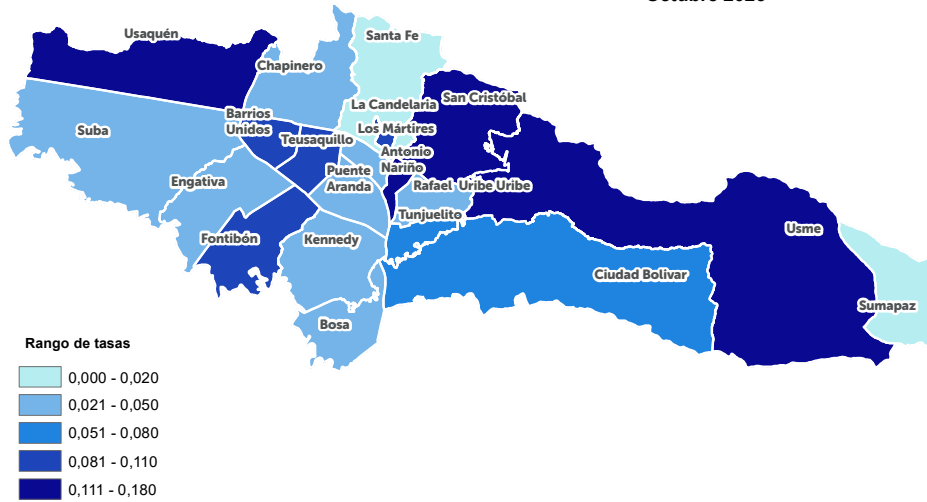 Usaquén
Santa Fe
Chapinero
La Candelaria
San Cristóbal
Barrios
Unidos
Suba
Teusaquillo
Los Mártires
Antonio
Nariño
Puente
Aranda
Engativa
Rafael Uribe Uribe
Tunjuelito
Fontibón
Kennedy
Usme
Ciudad Bolivar
Sumapaz
Bosa
Rango de tasas
0,000 - 0,020
0,021 - 0,050
0,051 - 0,080
0,081 - 0,110
0,111 - 0,180